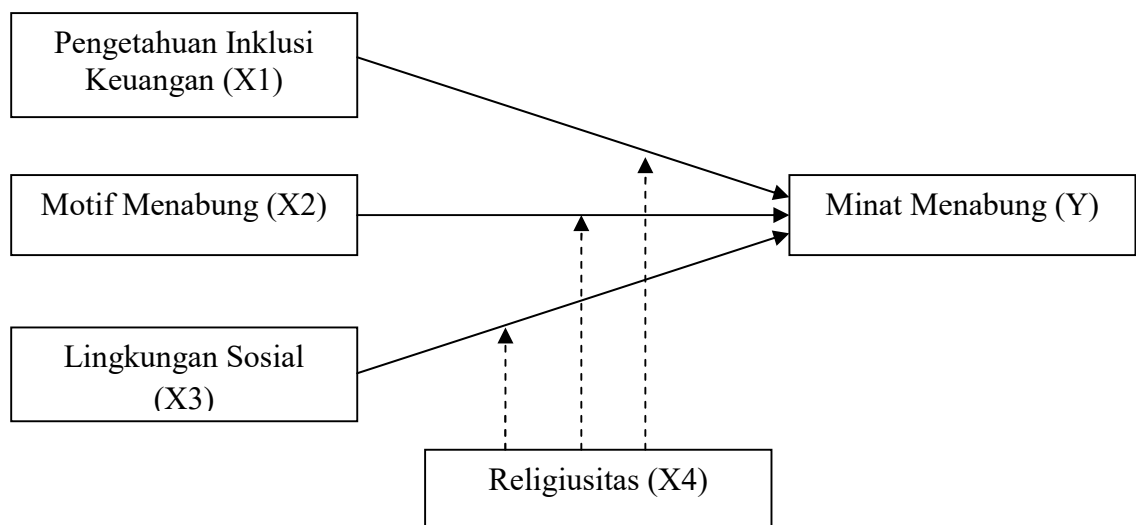 Pengetahuan Inklusi
Keuangan (X1)
Motif Menabung (X2)
Minat Menabung (Y)
Lingkungan Sosial
(X3)
Religiusitas (X4)